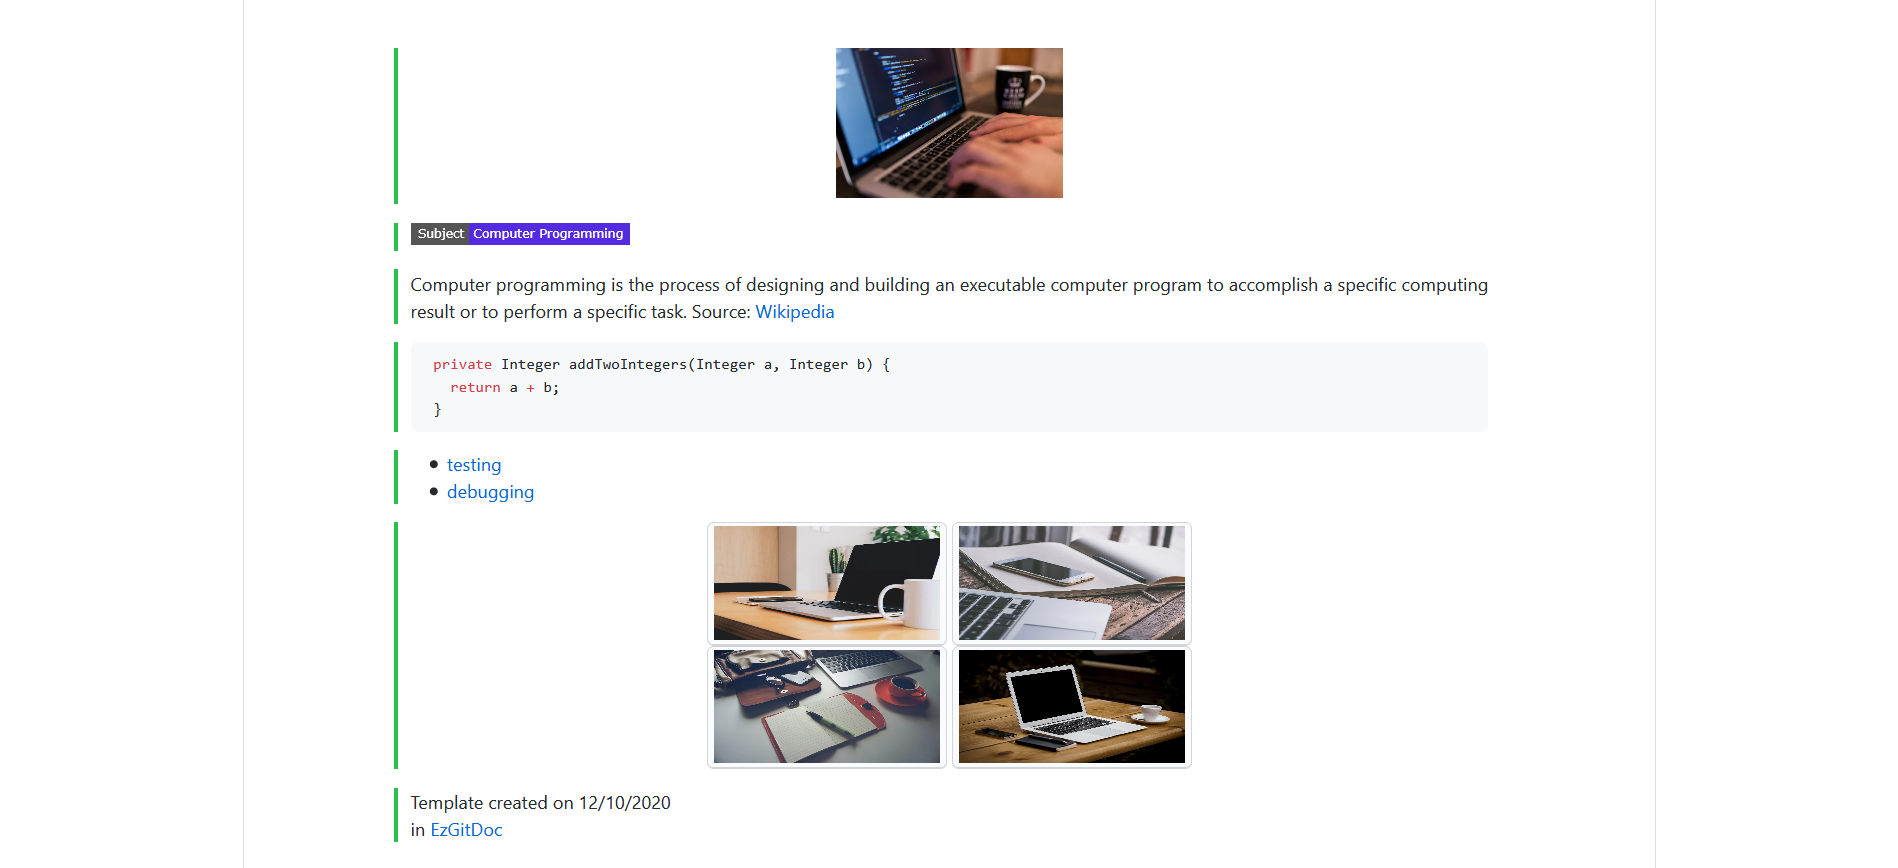 Subject Computer Programming
Computer programming is the process of designing and building an executable computer program to accomplish a specific computing
result or to perform a specific task. Source: Wikipedia
private Integer addTwoIntegers(Integer a, Integer b) {
  return a + b;
}
testing
debugging
Template created on 12/10/2020
in EzGitDoc